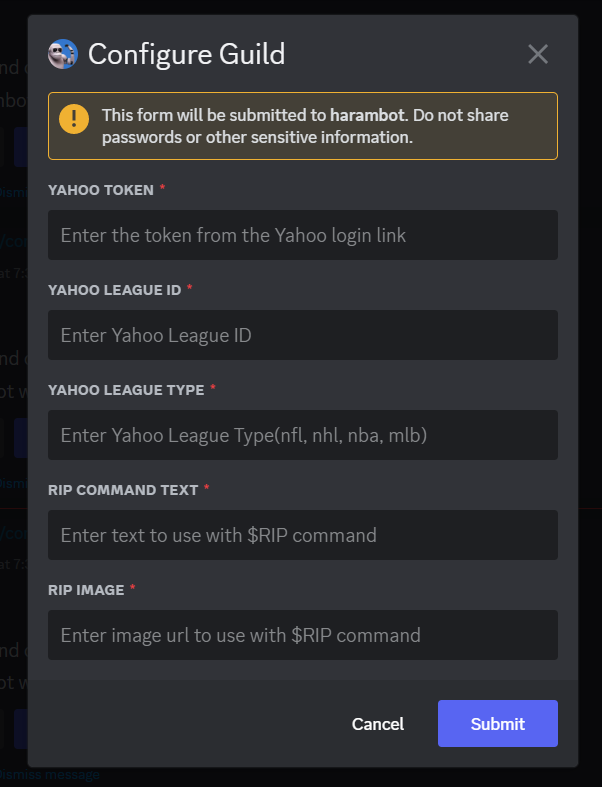 Configure Guild
This form will be submitted to harambot. Do not share
passwords or other sensitive information.
YAHOO TOKEN *
Enter the token from the Yahoo login link
YAHOO LEAGUE ID *
Enter Yahoo League ID
YAHOO LEAGUE TYPE *
Enter Yahoo League Type(nfl, nhl, nba, mlb)
RIP COMMAND TEXT *
Enter text to use with $RIP command
RIP IMAGE *
Enter image url to use with $RIP command
Cancel
Submit
message